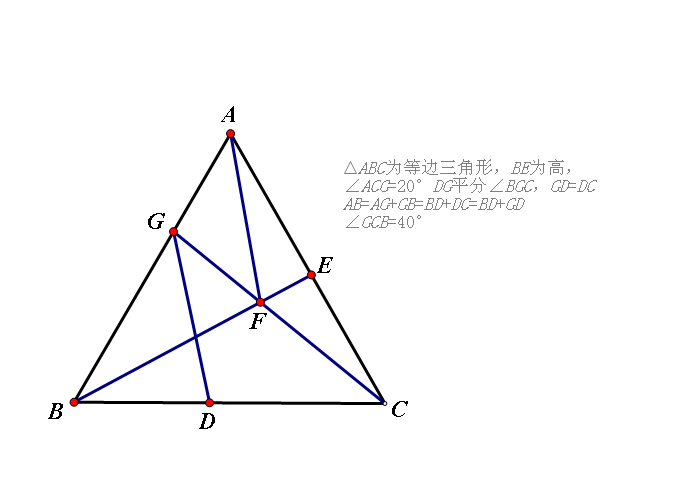 A
△ABC为等边三角形，BE为高，
∠ACG=20° DG平分∠BGC，GD=DC
AB=AG+GB=BD+DC=BD+GD
∠GCB=40°
G
E
F
B
D
C